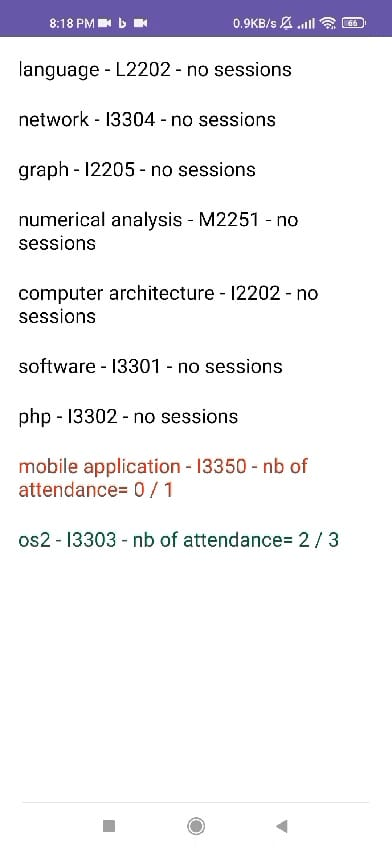 8:18 PM b 0.9KB/s 66
language - L2202 - no sessions
network - I3304 - no sessions
graph - I2205 - no sessions
numerical analysis - M2251 - no
sessions
computer architecture - I2202 - no
sessions
software - I3301 - no sessions
php - I3302 - no sessions
mobile application - I3350 - nb of
attendance= 0 / 1
os2 - I3303 - nb of attendance= 2 / 3